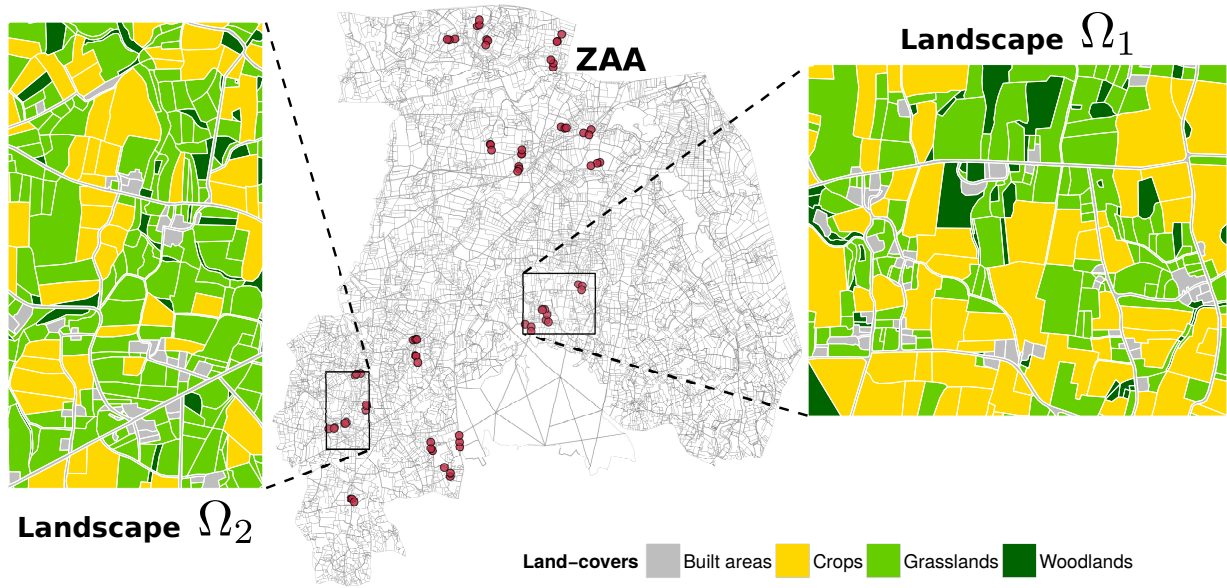 Landscape Ω1
ZAA
Landscape Ω2
Land−covers Built areas Crops Grasslands Woodlands